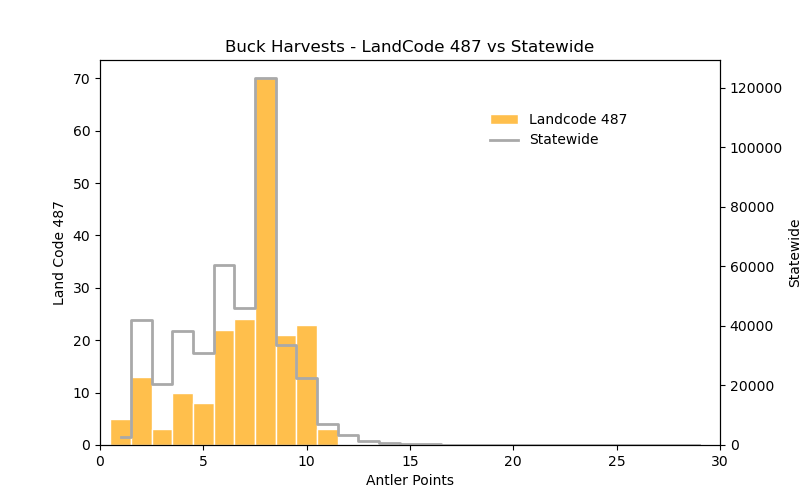 Buck Harvests - LandCode 487 vs Statewide
70
60
50
40
30
20
10
0
Land Code 487
120000
100000
80000
60000
40000
20000
0
Statewide
Landcode 487
Statewide
0 5 10 15 20 25 30
Antler Points